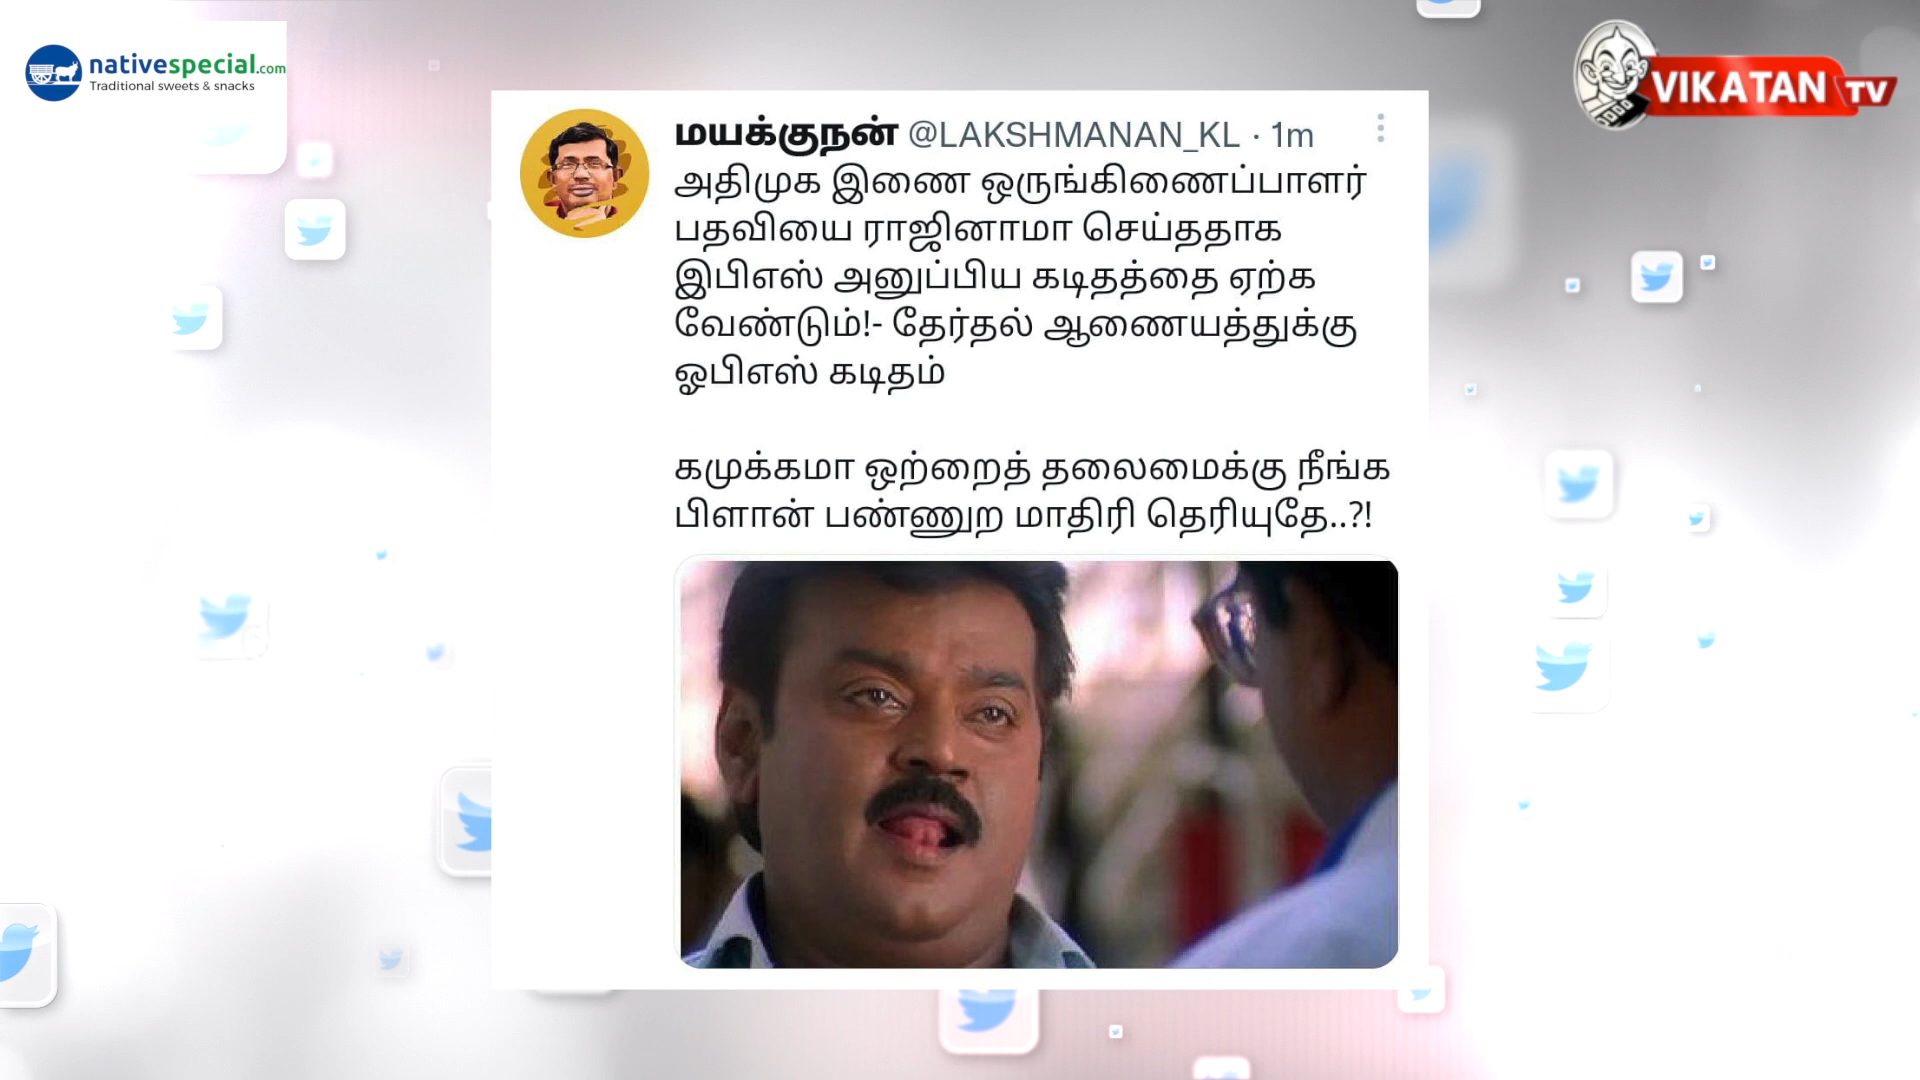 nativespecial.com
Traditional sweets & snacks
VIKATAN TV
மயக்குநன் @LAKSHMANAN_KL · 1m
அதிமுக இணை ஒருங்கிணைப்பாளர்
பதவியை ராஜினாமா செய்ததாக
இபிஎஸ் அனுப்பிய கடிதத்தை ஏற்க
வேண்டும்!- தேர்தல் ஆணையத்துக்கு
ஓபிஎஸ் கடிதம்
கமுக்கமா ஒற்றைத் தலைமைக்கு நீங்க
பிளான் பண்ணுற மாதிரி தெரியுதே..?!